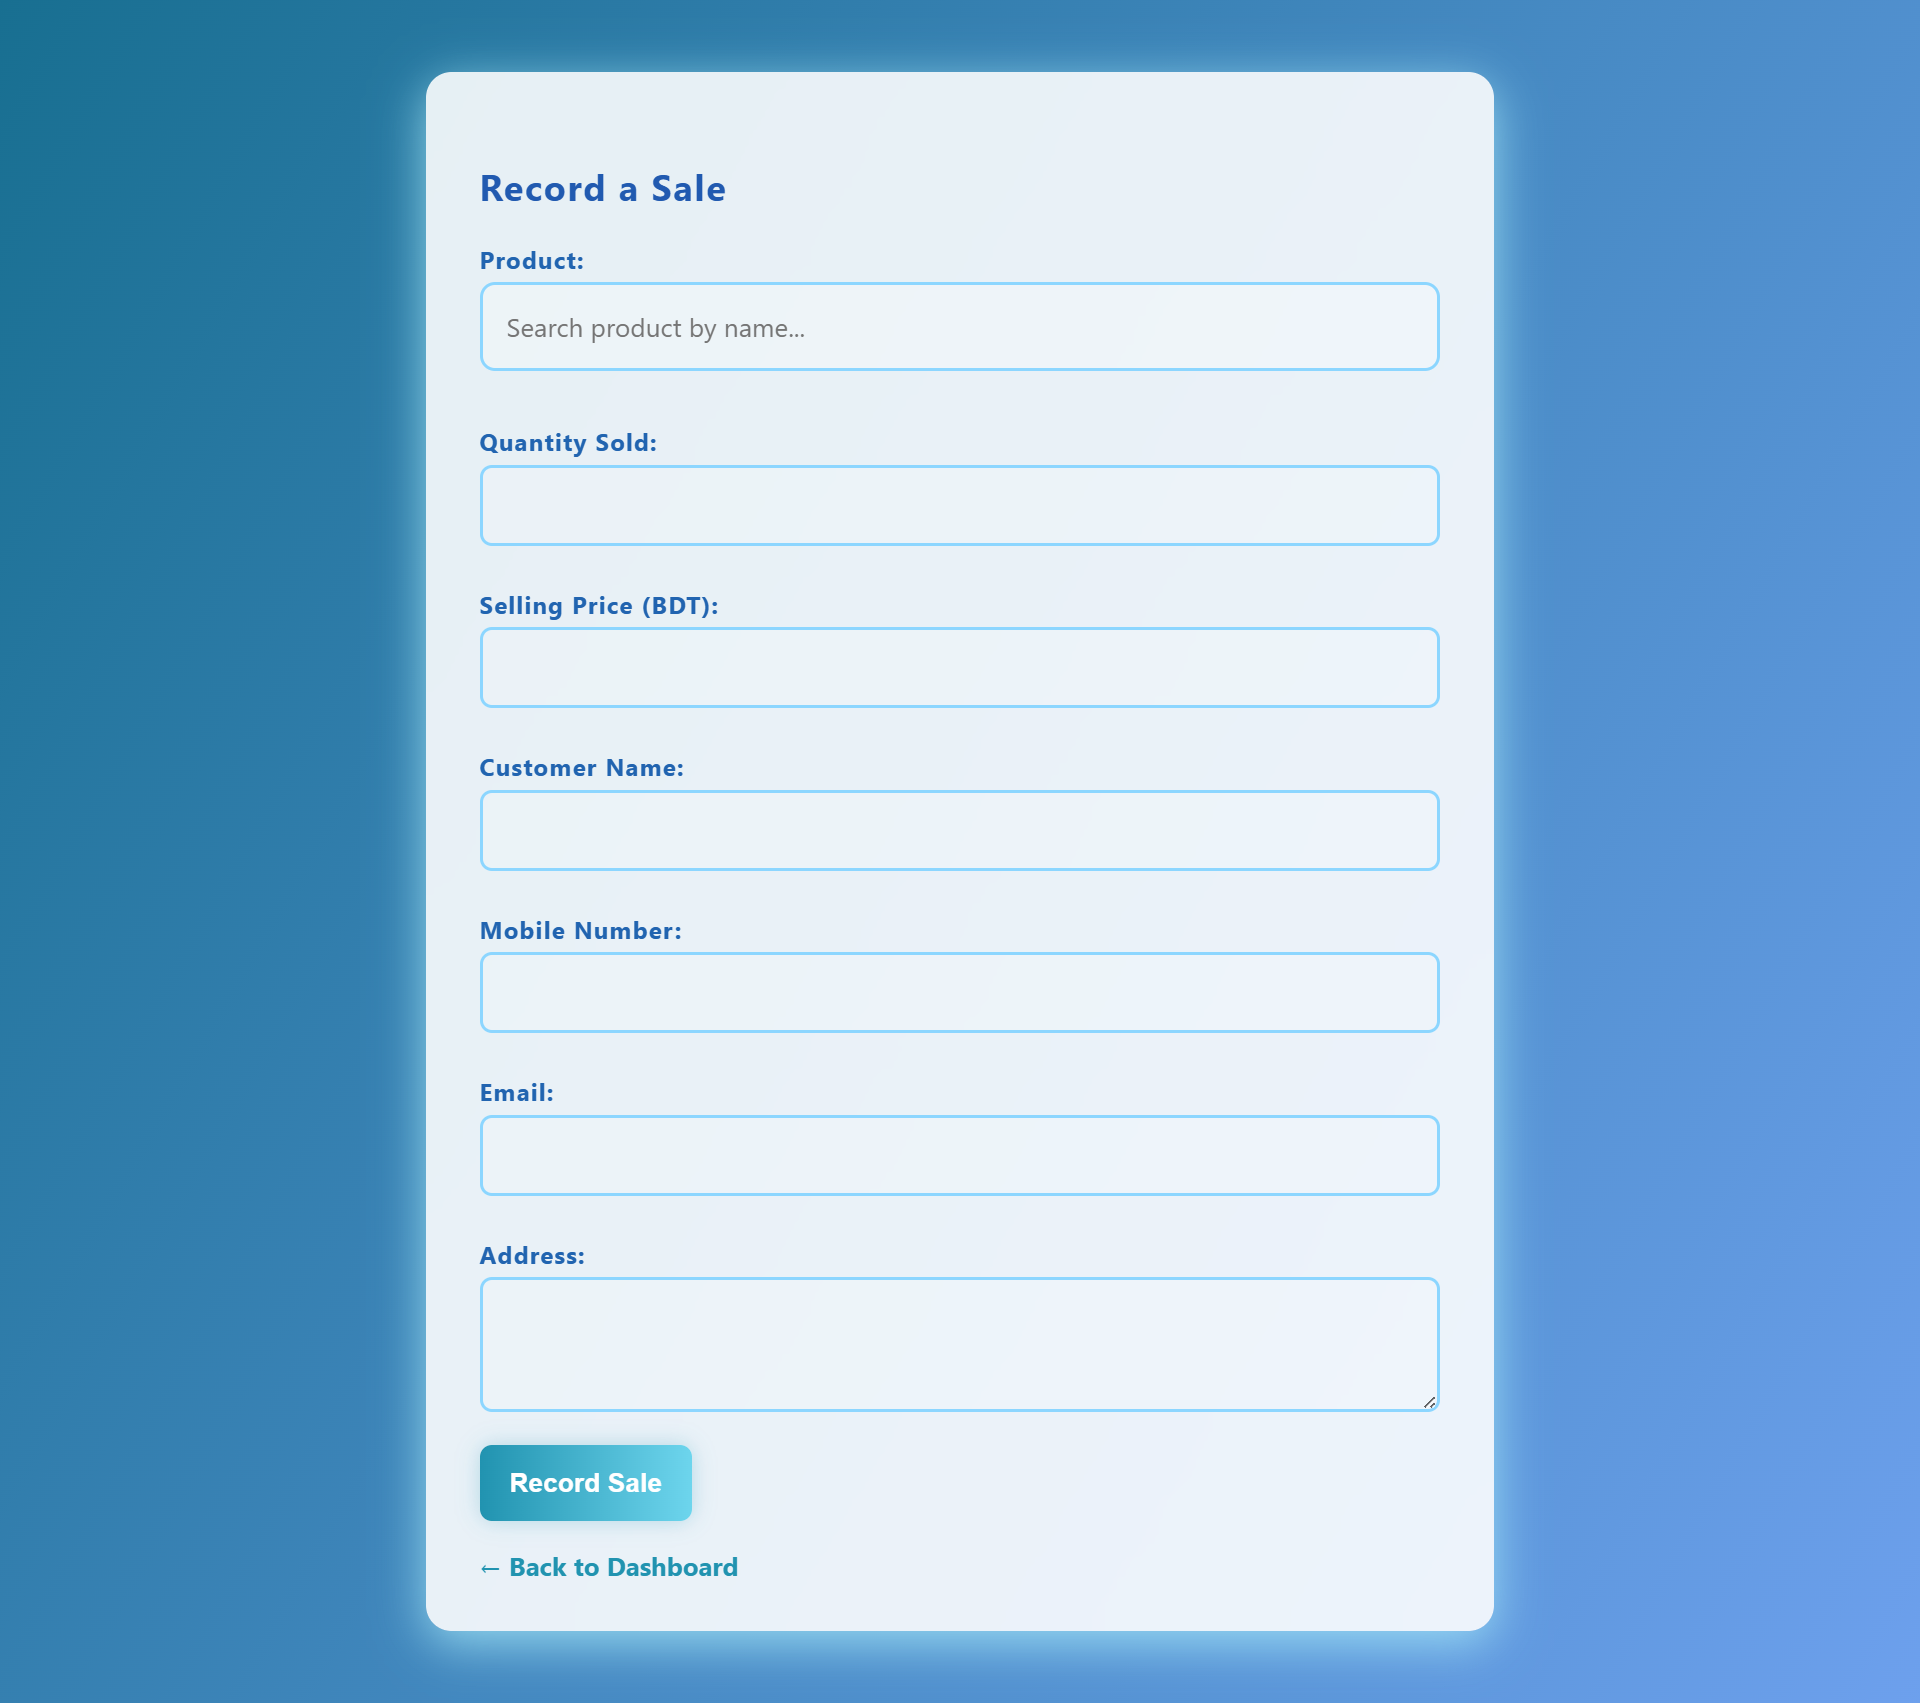 Record a Sale
Product:
Search product by name...
Quantity Sold:
Selling Price (BDT):
Customer Name:
Mobile Number:
Email:
Address:
Record Sale
← Back to Dashboard